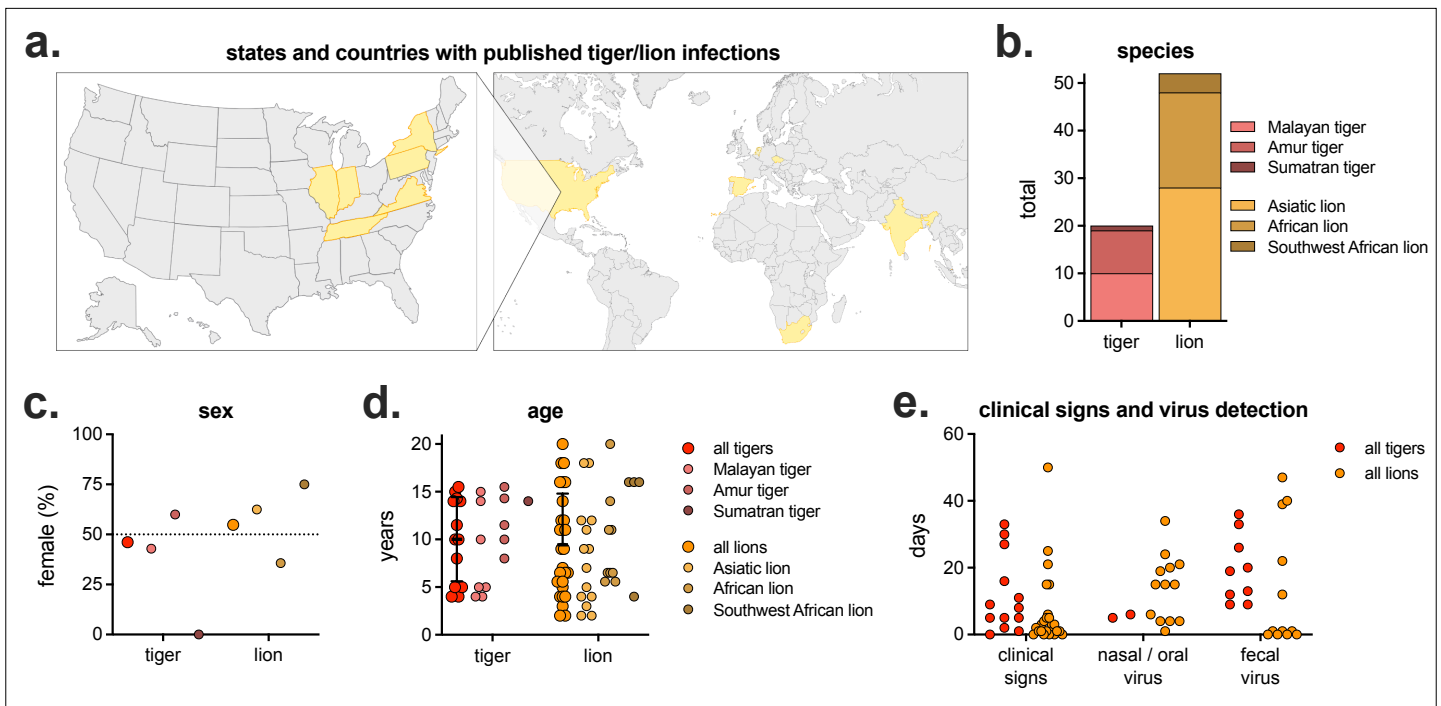 a.
states and countries with published tiger/lion infections
b.
species
50
40
30
20
10
0
total
tiger
lion
Malayan tiger
Amur tiger
Sumatran tiger
Asiatic lion
African lion
Southwest African lion
c.
sex
100
75
50
25
0
female (%)
tiger
lion
d.
age
20
15
10
5
0
years
tiger
lion
all tigers
Malayan tiger
Amur tiger
Sumatran tiger
all lions
Asiatic lion
African lion
Southwest African lion
e.
clinical signs and virus detection
60
40
20
0
days
clinical
signs
nasal / oral
virus
fecal
virus
all tigers
all lions